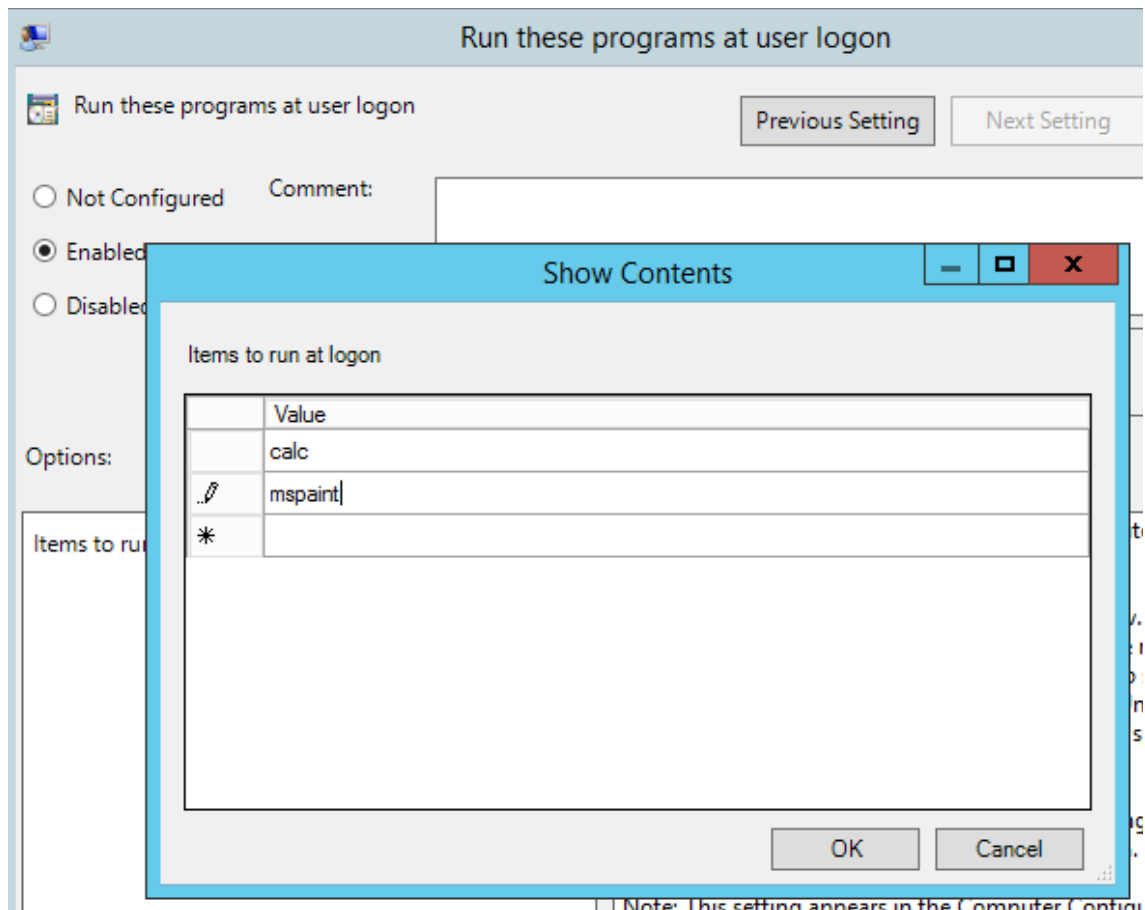 Run these programs at user logon
Run these programs at user logon
Previous Setting
Next Setting
Not Configured
Comment:
Enabled
Disabled
Show Contents
Items to run at logon
Value
calc
mspaint
Options:
Items to
OK
Cancel
Note: This setting appears in the Computer